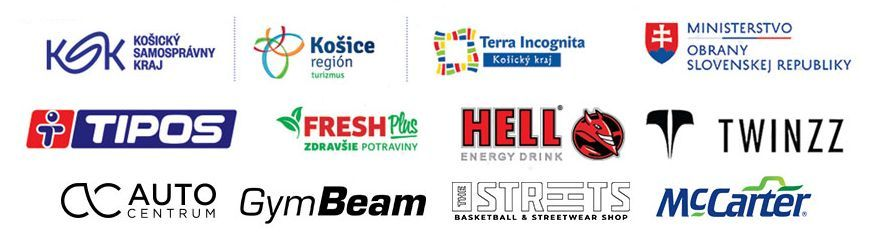 KSK KOŠICKÝ
SAMOSPRÁVNY
KRAJ
Košice
región
turizmus
Terra Incognita
Košický kraj
MINISTERSTVO
OBRANY
SLOVENSKEJ REPUBLIKY
TIPOS
FRESH Plus
ZDRAVŠIE POTRAVINY
HELL®
ENERGY DRINK
TWINZZ
AUTO
CENTRUM
GymBeam
THE STREETS
BASKETBALL & STREETWEAR SHOP
McCarter®